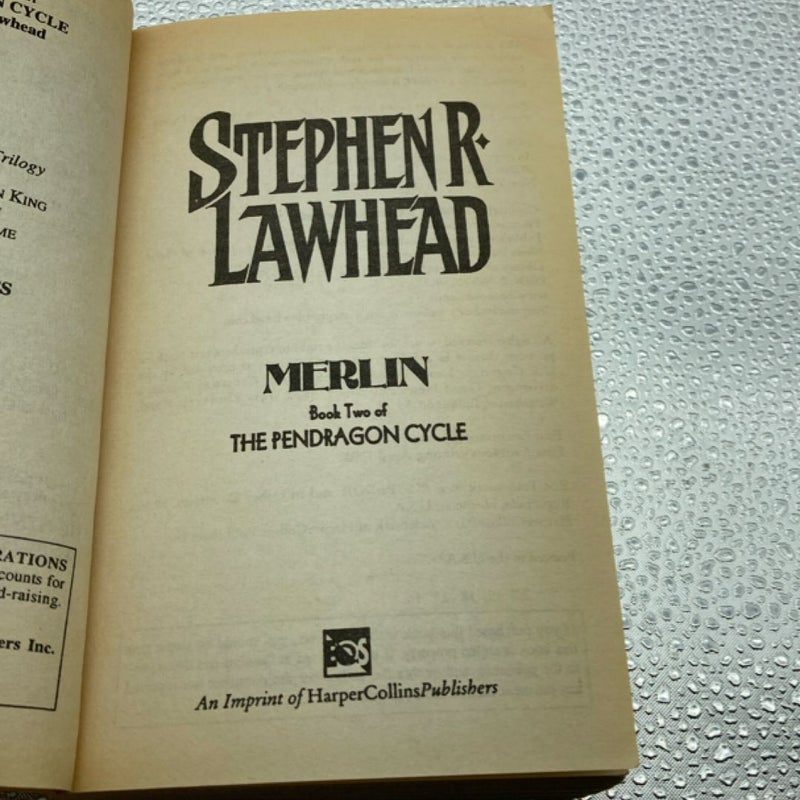 CYCLE
whead
Trilogy
KING
ME
S
RATIONS
counts for
d-raising.
ers Inc.
STEPHEN R.
LAWHEAD
MERLIN
Book Two of
THE PENDRAGON CYCLE
EOS
An Imprint of HarperCollinsPublishers